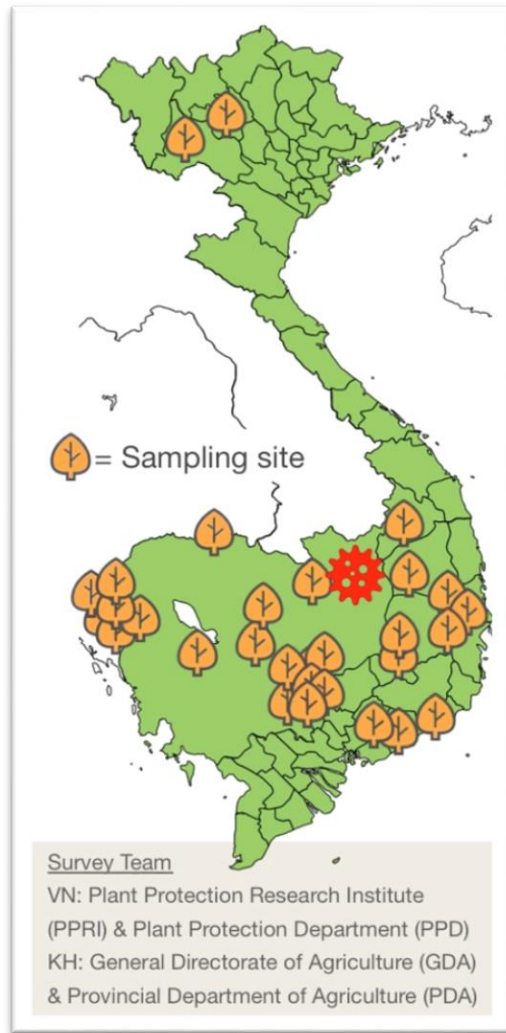 = Sampling site
Survey Team
VN: Plant Protection Research Institute
(PPRI) & Plant Protection Department (PPD)
KH: General Directorate of Agriculture (GDA)
& Provincial Department of Agriculture (PDA)